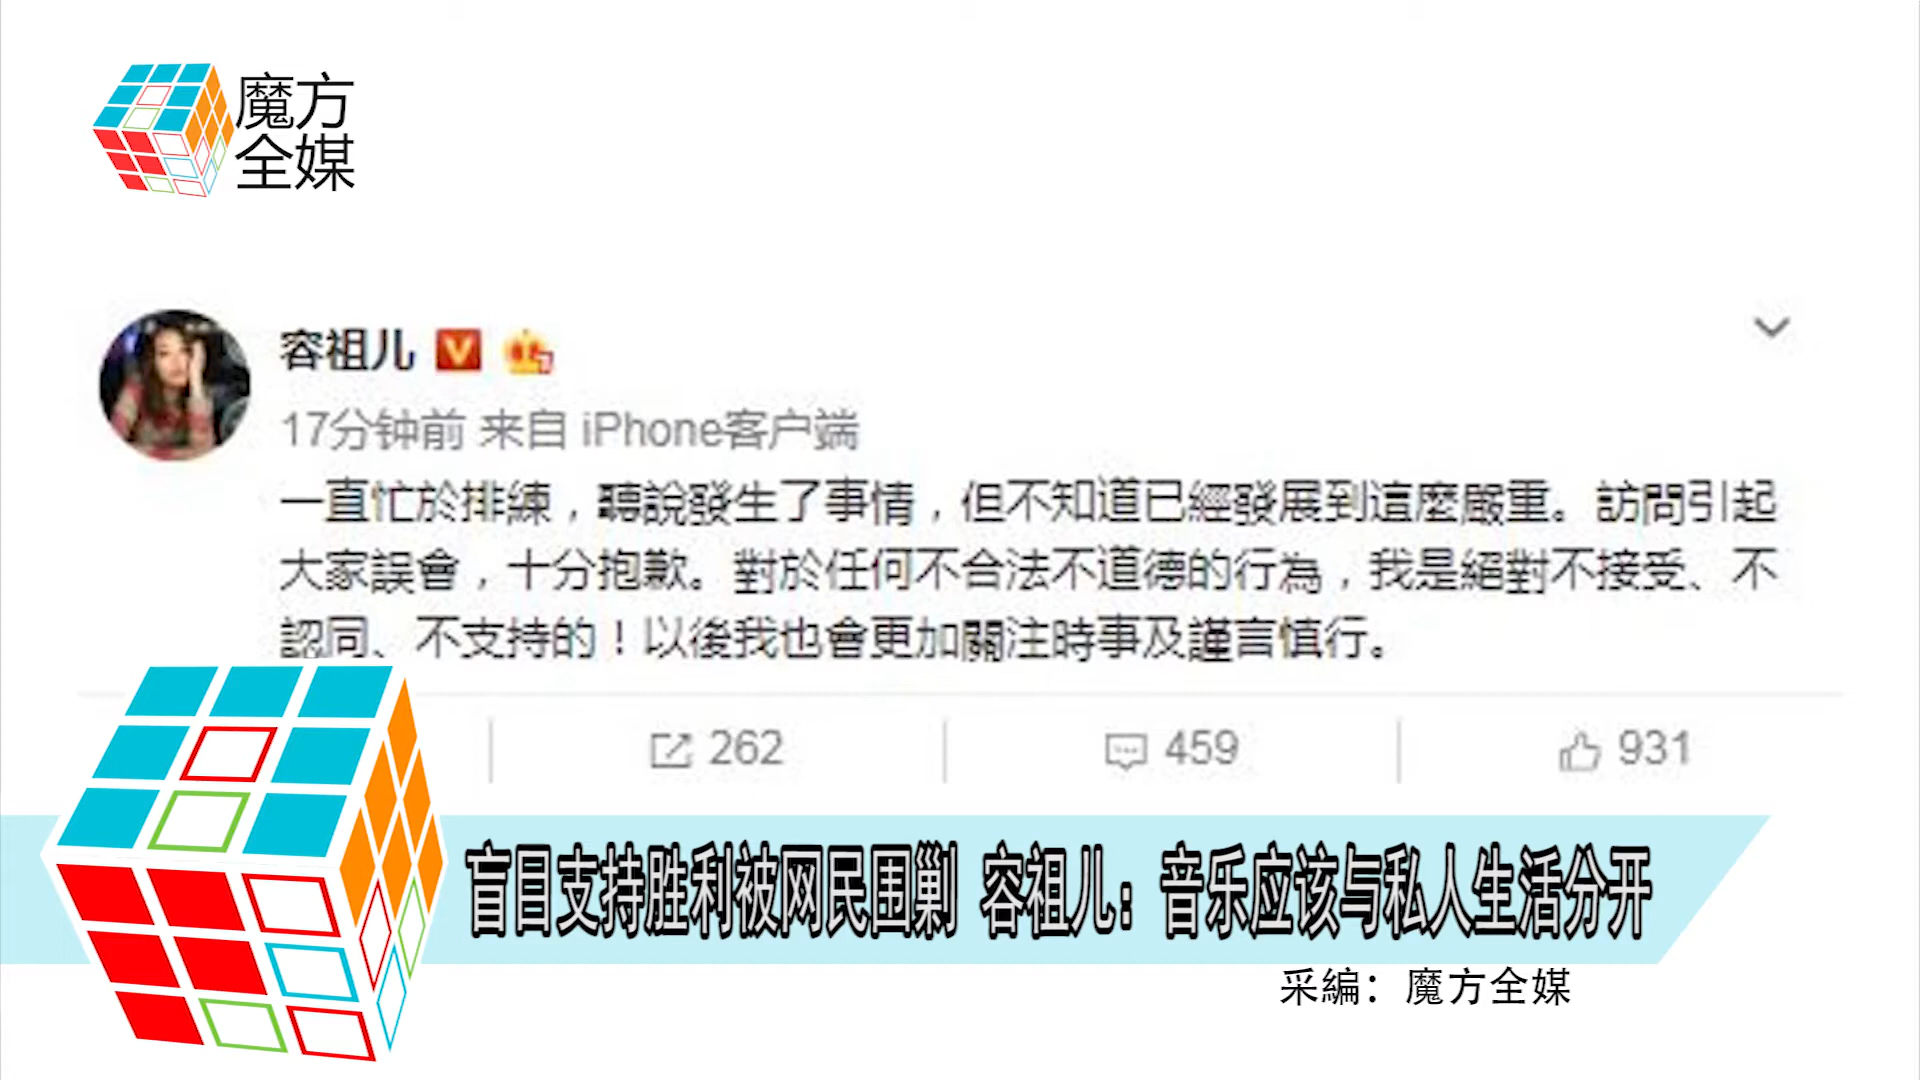 魔方
全媒
容祖儿
17分钟前 来自 iPhone客户端
一直忙於排練，聽說發生了事情，但不知道已經發展到這麼嚴重。訪問引起
大家誤會，十分抱歉。對於任何不合法不道德的行為，我是絕對不接受、不
認同、不支持的！以後我也會更加關注時事及謹言慎行。
262
459
931
盲目支持胜利被网民围剿 容祖儿：音乐应该与私人生活分开
采編：魔方全媒